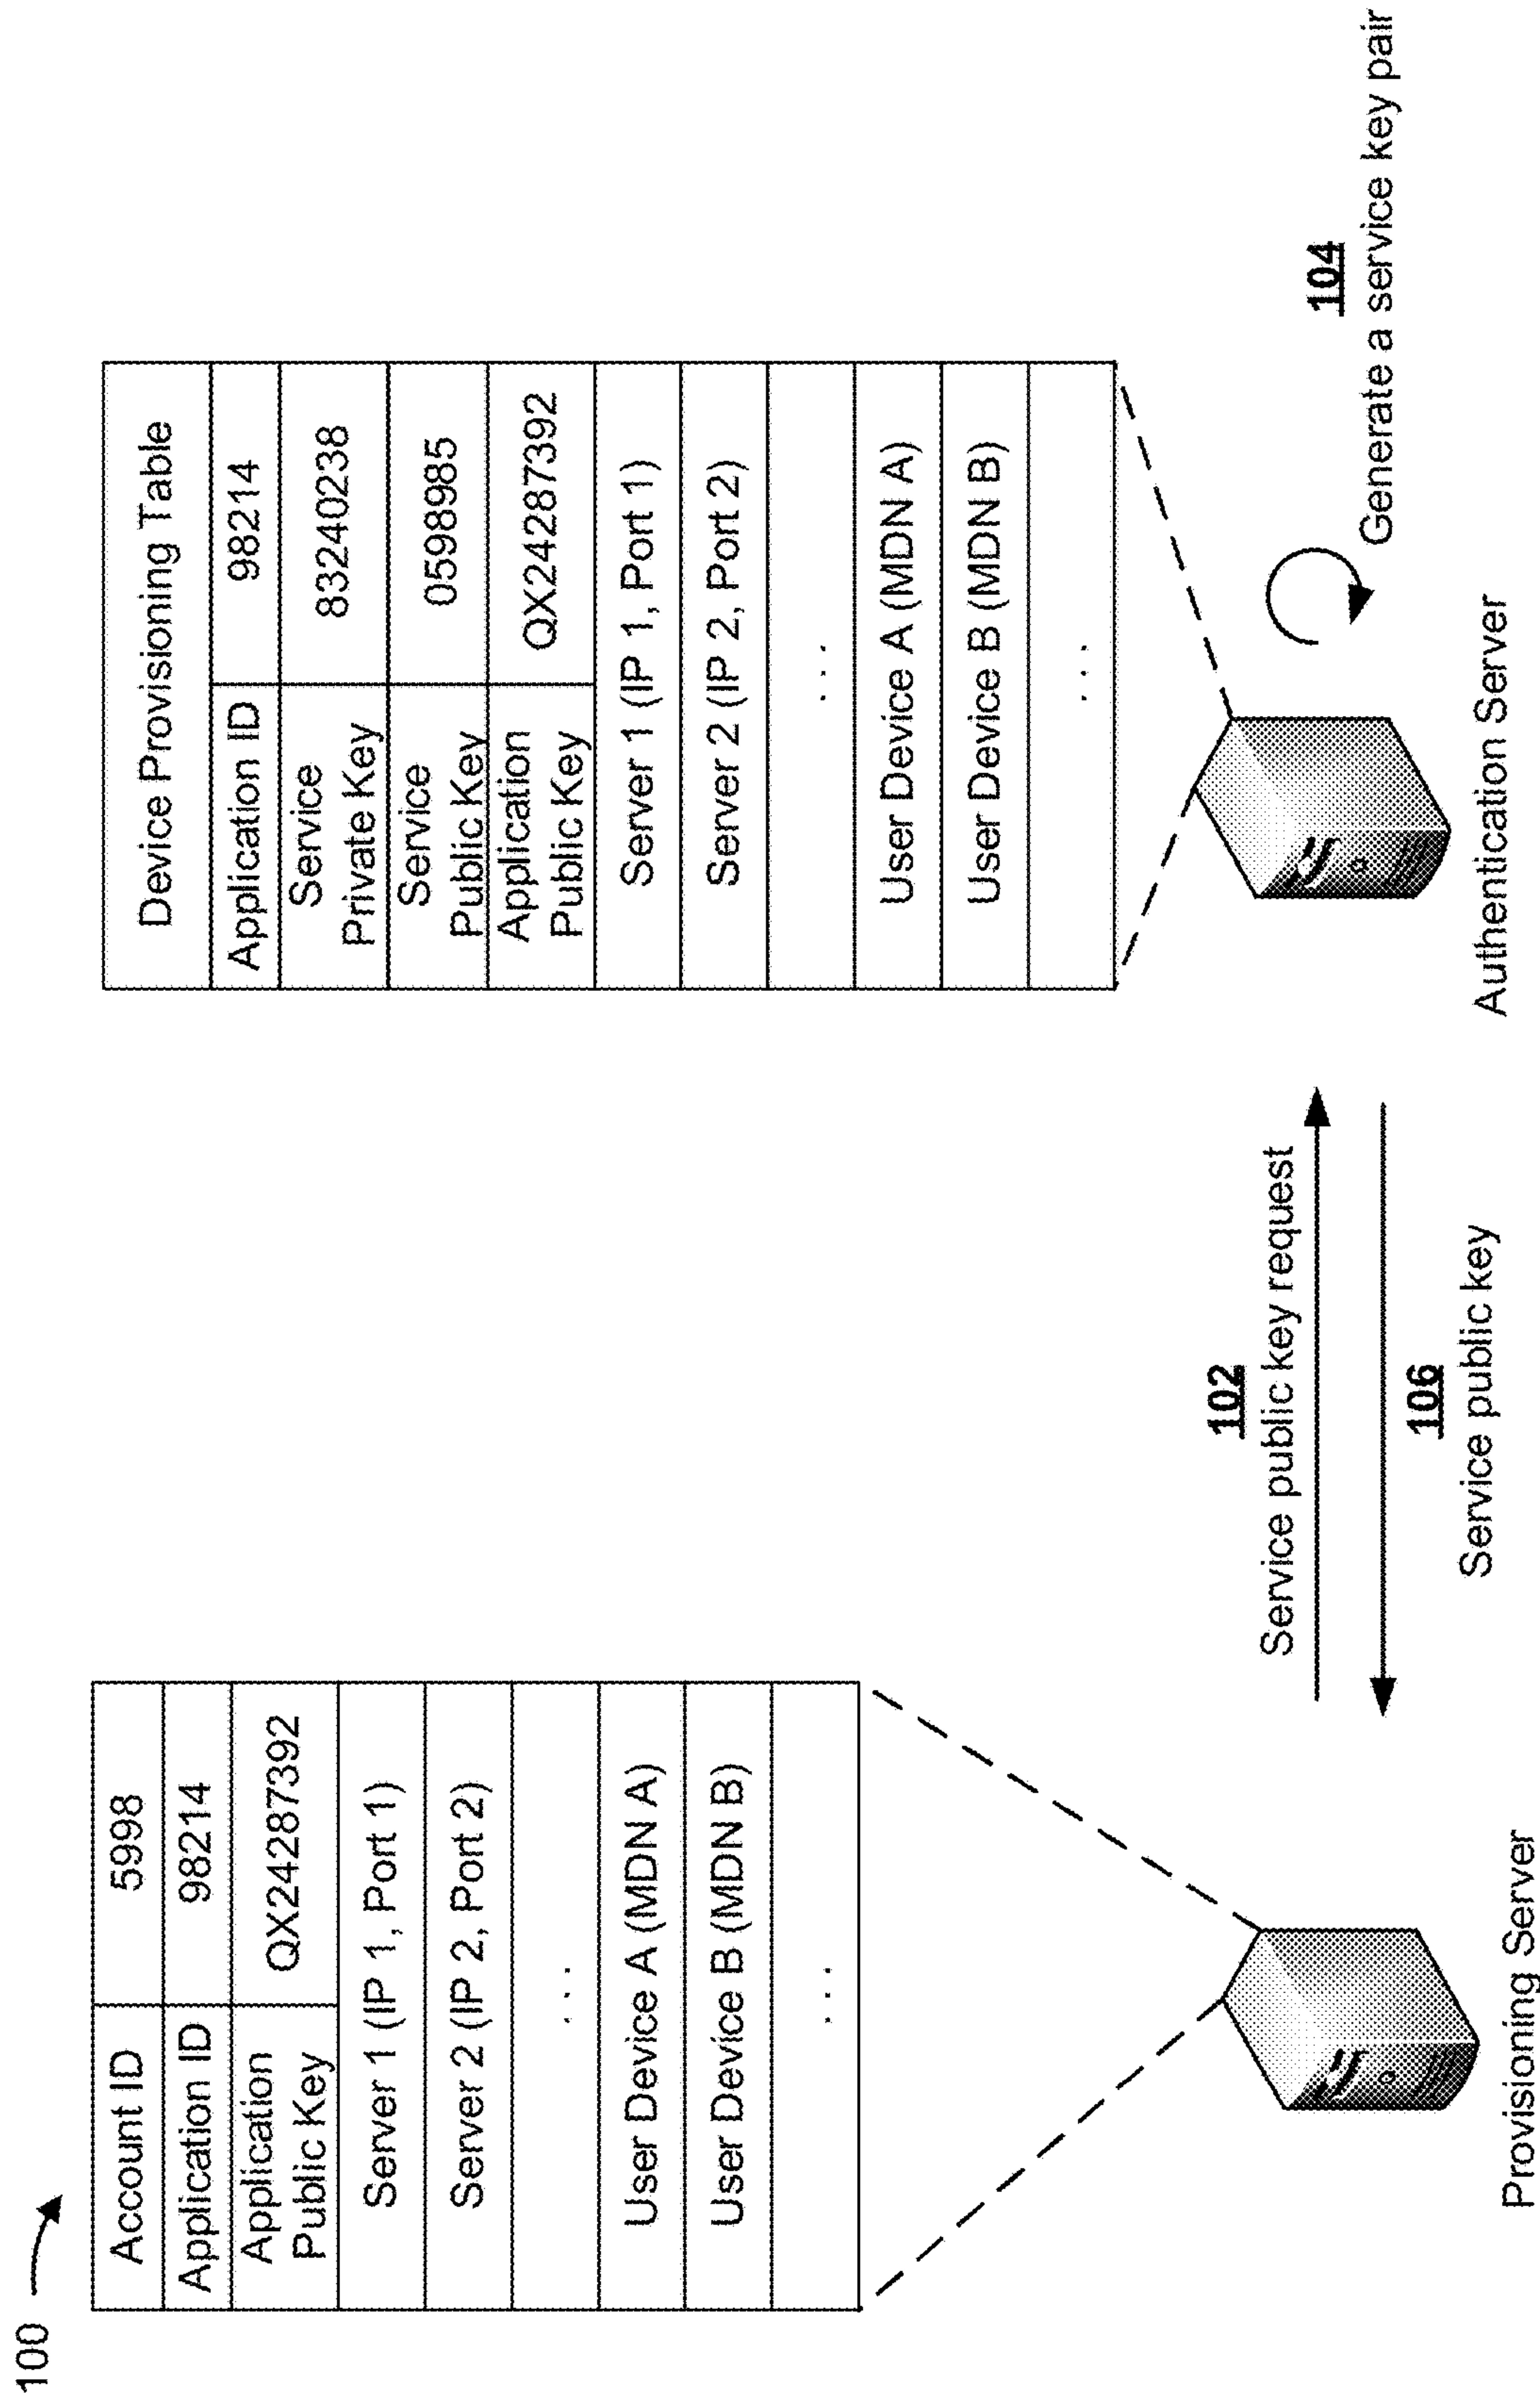 100
Account ID 5998
Application ID 98214
Application
Public Key QX24287392
Server 1 (IP 1, Port 1)
Server 2 (IP 2, Port 2)
. . .
User Device A (MDN A)
User Device B (MDN B)
. . .
Provisioning Server
102
Service public key request
106
Service public key
Device Provisioning Table
Application ID 98214
Service
Private Key 83240238
Service
Public Key 0598985
Application
Public Key QX24287392
Server 1 (IP 1, Port 1)
Server 2 (IP 2, Port 2)
. . .
User Device A (MDN A)
User Device B (MDN B)
. . .
Authentication Server
104
Generate a service key pair